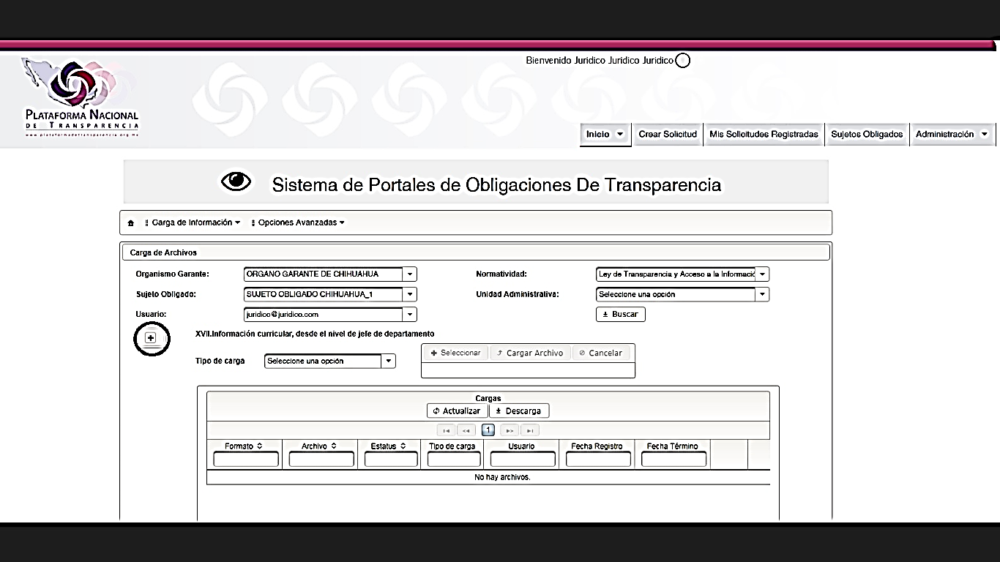 Bienvenido Juridico Juridico Juridico
PLATAFORMA NACIONAL
DE TRANSPARENCIA
www.plataformadetransparencia.org.mx
Inicio Crear Solicitud Mis Solicitudes Registradas Sujetos Obligados Administración
Sistema de Portales de Obligaciones De Transparencia
Carga de Información Opciones Avanzadas
Carga de Archivos
Organismo Garante: ORGANO GARANTE DE CHIHUAHUA Normatividad: Ley de Transparencia y Acceso a la Informació
Sujeto Obligado: SUJETO OBLIGADO CHIHUAHUA_1 Unidad Administrativa: Seleccione una opción
Usuario: juridico@juridico.com Buscar
XVII.Información curricular, desde el nivel de jefe de departamento
Tipo de carga Seleccione una opción Seleccionar Cargar Archivo Cancelar
Cargas
Actualizar Descarga
1
Formato Archivo Estatus Tipo de carga Usuario Fecha Registro Fecha Término
No hay archivos.